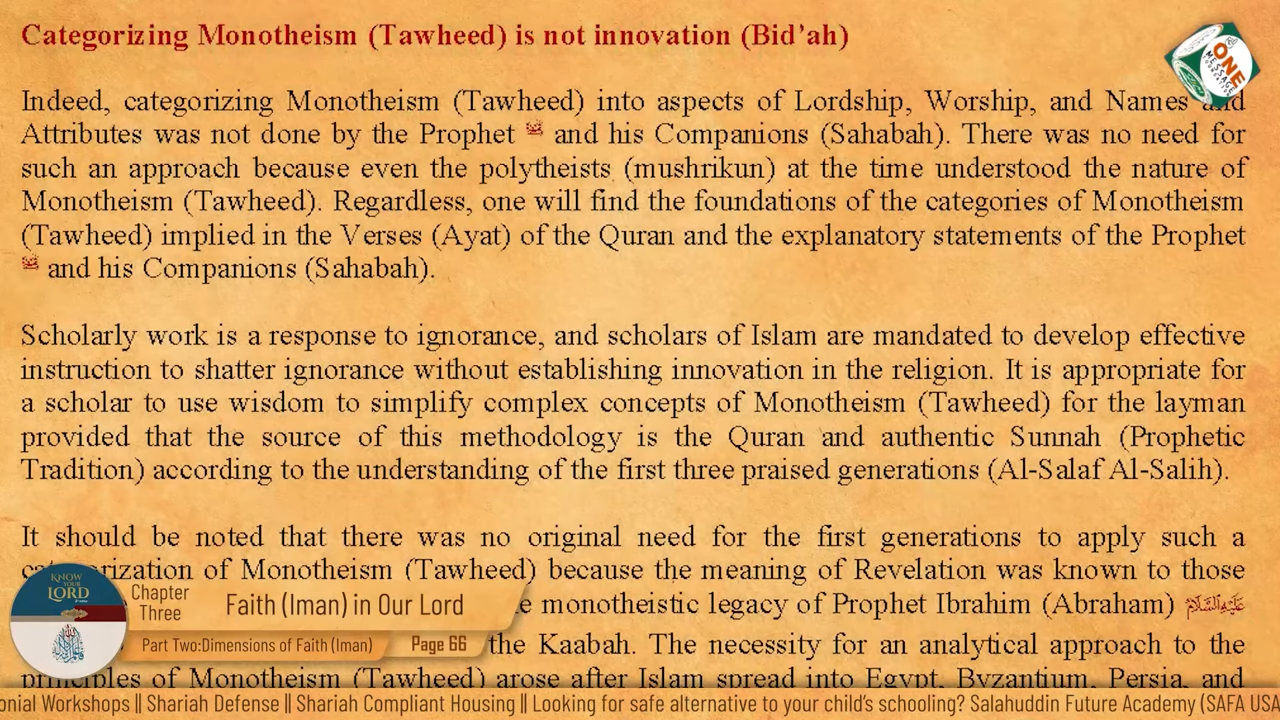 Categorizing Monotheism (Tawheed) is not innovation (Bid’ah)
ONE
MESSAGE
Indeed, categorizing Monotheism (Tawheed) into aspects of Lordship, Worship, and Names and
Attributes was not done by the Prophet ﷺ and his Companions (Sahabah). There was no need for
such an approach because even the polytheists (mushrikun) at the time understood the nature of
Monotheism (Tawheed). Regardless, one will find the foundations of the categories of Monotheism
(Tawheed) implied in the Verses (Ayat) of the Quran and the explanatory statements of the Prophet
ﷺ and his Companions (Sahabah).
Scholarly work is a response to ignorance, and scholars of Islam are mandated to develop effective
instruction to shatter ignorance without establishing innovation in the religion. It is appropriate for
a scholar to use wisdom to simplify complex concepts of Monotheism (Tawheed) for the layman
provided that the source of this methodology is the Quran and authentic Sunnah (Prophetic
Tradition) according to the understanding of the first three praised generations (Al-Salaf Al-Salih).
It should be noted that there was no original need for the first generations to apply such a
categorization of Monotheism (Tawheed) because the meaning of Revelation was known to those
monotheistic legacy of Prophet Ibrahim (Abraham) عَلَيْهِ السَّلَامُ
the Kaabah. The necessity for an analytical approach to the
principles of Monotheism (Tawheed) arose after Islam spread into Egypt, Byzantium, Persia, and
KNOW
YOUR
LORD
Chapter
Three
Faith (Iman) in Our Lord
Part Two:Dimensions of Faith (Iman)
Page 66
onial Workshops || Shariah Defense || Shariah Compliant Housing || Looking for safe alternative to your child’s schooling? Salahuddin Future Academy (SAFA USA